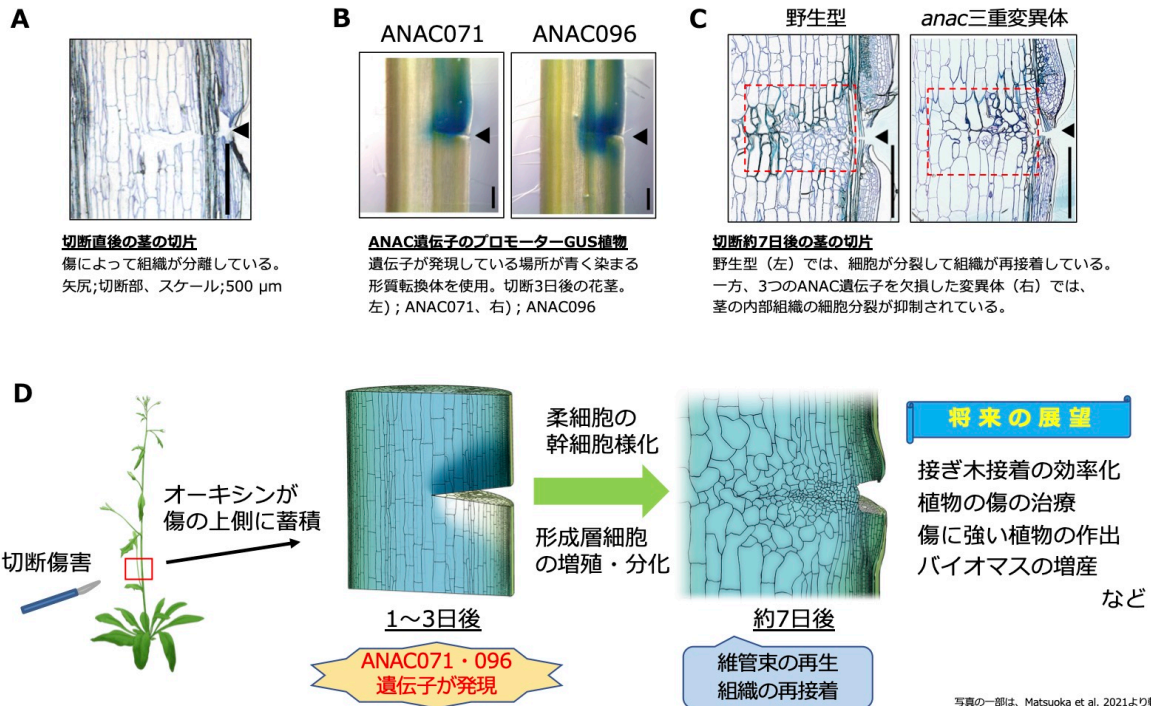 A
切断直後の茎の切片
傷によって組織が分離している。
矢尻;切断部、スケール;500 μm
B
ANAC071
ANAC096
ANAC遺伝子のプロモーターGUS植物
遺伝子が発現している場所が青く染まる
形質転換体を使用。切断3日後の花茎。
左) ; ANAC071、右) ; ANAC096
C
野生型
anac三重変異体
切断約7日後の茎の切片
野生型（左）では、細胞が分裂して組織が再接着している。
一方、3つのANAC遺伝子を欠損した変異体（右）では、
茎の内部組織の細胞分裂が抑制されている。
D
切断傷害
オーキシンが
傷の上側に蓄積
1〜3日後
ANAC071・096
遺伝子が発現
柔細胞の
幹細胞様化
形成層細胞
の増殖・分化
約7日後
維管束の再生
組織の再接着
将来の展望
接ぎ木接着の効率化
植物の傷の治療
傷に強い植物の作出
バイオマスの増産
など
写真の一部は、Matsuoka et al. 2021より